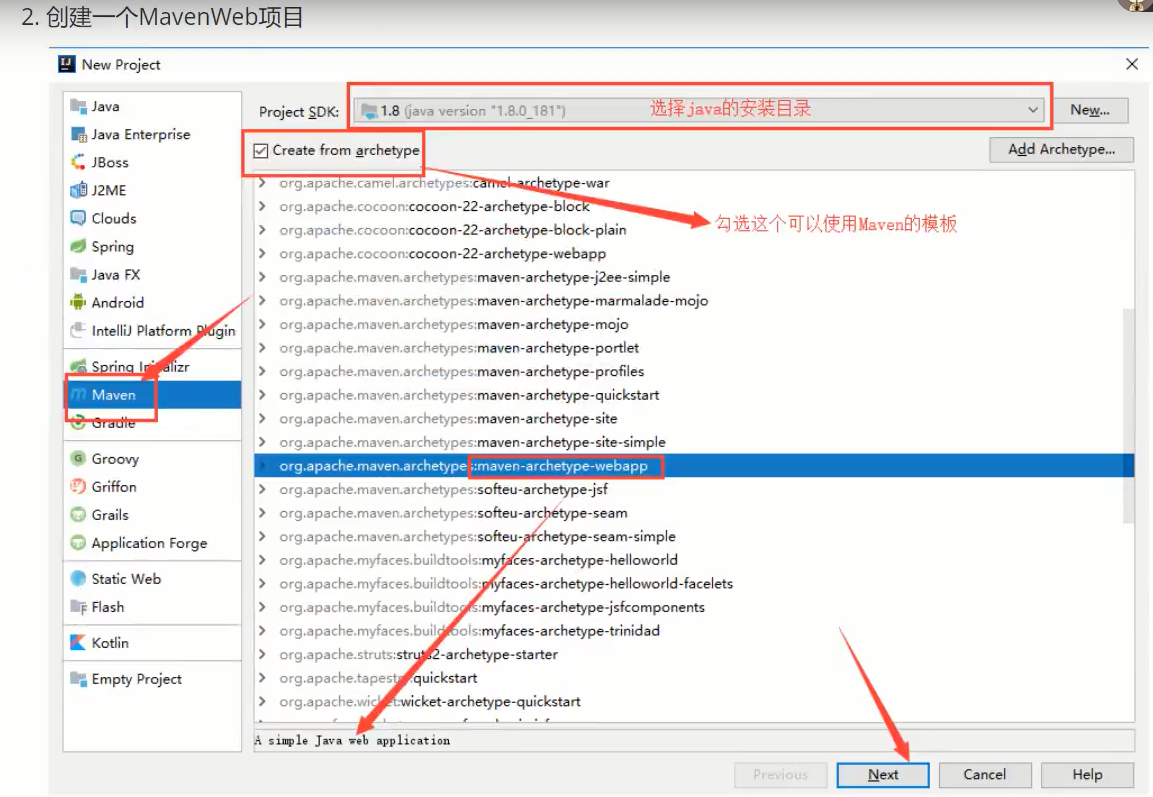 2. 创建一个MavenWeb项目
New Project
Project SDK:
1.8 (java version "1.8.0_181")
选择java的安装目录
New...
Create from archetype
Add Archetype...
Java
Java Enterprise
JBoss
J2ME
Clouds
Spring
Java FX
Android
IntelliJ Platform Plugin
Spring Initializr
Maven
Gradle
Groovy
Griffon
Grails
Application Forge
Static Web
Flash
Kotlin
Empty Project
org.apache.camel.archetypes:camel-archetype-war
org.apache.cocoon:cocoon-22-archetype-block
勾选这个可以使用Maven的模板
org.apache.cocoon:cocoon-22-archetype-block-plain
org.apache.cocoon:cocoon-22-archetype-webapp
org.apache.maven.archetypes:maven-archetype-j2ee-simple
org.apache.maven.archetypes:maven-archetype-marmalade-mojo
org.apache.maven.archetypes:maven-archetype-mojo
org.apache.maven.archetypes:maven-archetype-portlet
org.apache.maven.archetypes:maven-archetype-profiles
org.apache.maven.archetypes:maven-archetype-quickstart
org.apache.maven.archetypes:maven-archetype-site
org.apache.maven.archetypes:maven-archetype-site-simple
org.apache.maven.archetypes:maven-archetype-webapp
org.apache.maven.archetypes:softeu-archetype-jsf
org.apache.maven.archetypes:softeu-archetype-seam
org.apache.maven.archetypes:softeu-archetype-seam-simple
org.apache.myfaces.buildtools:myfaces-archetype-helloworld
org.apache.myfaces.buildtools:myfaces-archetype-helloworld-facelets
org.apache.myfaces.buildtools:myfaces-archetype-jsfcomponents
org.apache.myfaces.buildtools:myfaces-archetype-trinidad
org.apache.struts:struts2-archetype-starter
org.apache.tapestry:quickstart
org.apache.wicket:wicket-archetype-quickstart
A simple Java web application
Previous
Next
Cancel
Help